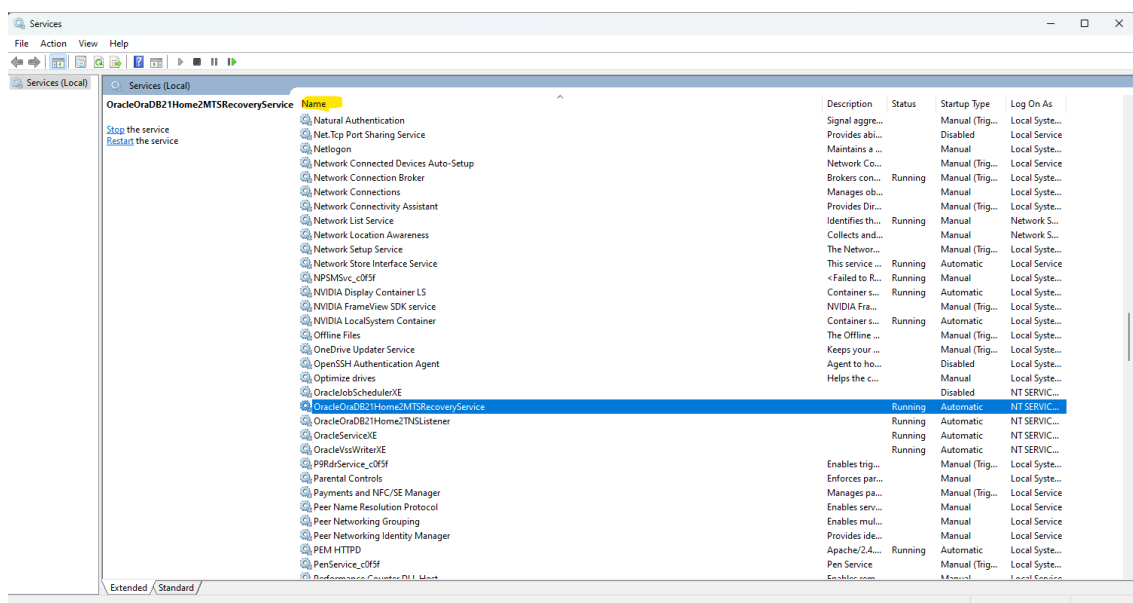 Services
File Action View Help
Services (Local)
Services (Local)
OracleOraDB21Home2MTSRecoveryService
Stop the service
Restart the service
Name Description Status Startup Type Log On As
Natural Authentication Signal aggre... Manual (Trig... Local Syste...
Net.Tcp Port Sharing Service Provides abi... Disabled Local Service
Netlogon Maintains a ... Manual Local Syste...
Network Connected Devices Auto-Setup Network Co... Manual (Trig... Local Service
Network Connection Broker Brokers con... Running Manual (Trig... Local Syste...
Network Connections Manages ob... Manual Local Syste...
Network Connectivity Assistant Provides Dir... Manual (Trig... Local Syste...
Network List Service Identifies th... Running Manual Network S...
Network Location Awareness Collects and... Manual Network S...
Network Setup Service The Networ... Manual (Trig... Local Syste...
Network Store Interface Service This service ... Running Automatic Local Service
NPSMSvc_c0f5f <Failed to R... Running Manual Local Syste...
NVIDIA Display Container LS Container s... Running Automatic Local Syste...
NVIDIA FrameView SDK service NVIDIA Fra... Manual (Trig... Local Syste...
NVIDIA LocalSystem Container Container s... Running Automatic Local Syste...
Offline Files The Offline ... Manual (Trig... Local Syste...
OneDrive Updater Service Keeps your ... Manual (Trig... Local Syste...
OpenSSH Authentication Agent Agent to ho... Disabled Local Syste...
Optimize drives Helps the c... Manual Local Syste...
OracleJobSchedulerXE Disabled NT SERVIC...
OracleOraDB21Home2MTSRecoveryService Running Automatic NT SERVIC...
OracleOraDB21Home2TNSListener Running Automatic NT SERVIC...
OracleServiceXE Running Automatic NT SERVIC...
OracleVssWriterXE Running Automatic NT SERVIC...
P9RdrService_c0f5f Enables trig... Manual (Trig... Local Syste...
Parental Controls Enforces par... Manual Local Syste...
Payments and NFC/SE Manager Manages pa... Manual (Trig... Local Service
Peer Name Resolution Protocol Enables serv... Manual Local Service
Peer Networking Grouping Enables mul... Manual Local Service
Peer Networking Identity Manager Provides ide... Manual Local Service
PEM HTTPD Apache/2.4.... Running Automatic Local Syste...
PenService_c0f5f Pen Service Manual (Trig... Local Syste...
Performance Counter DLL Host Enables rem... Manual Local Service
Extended Standard